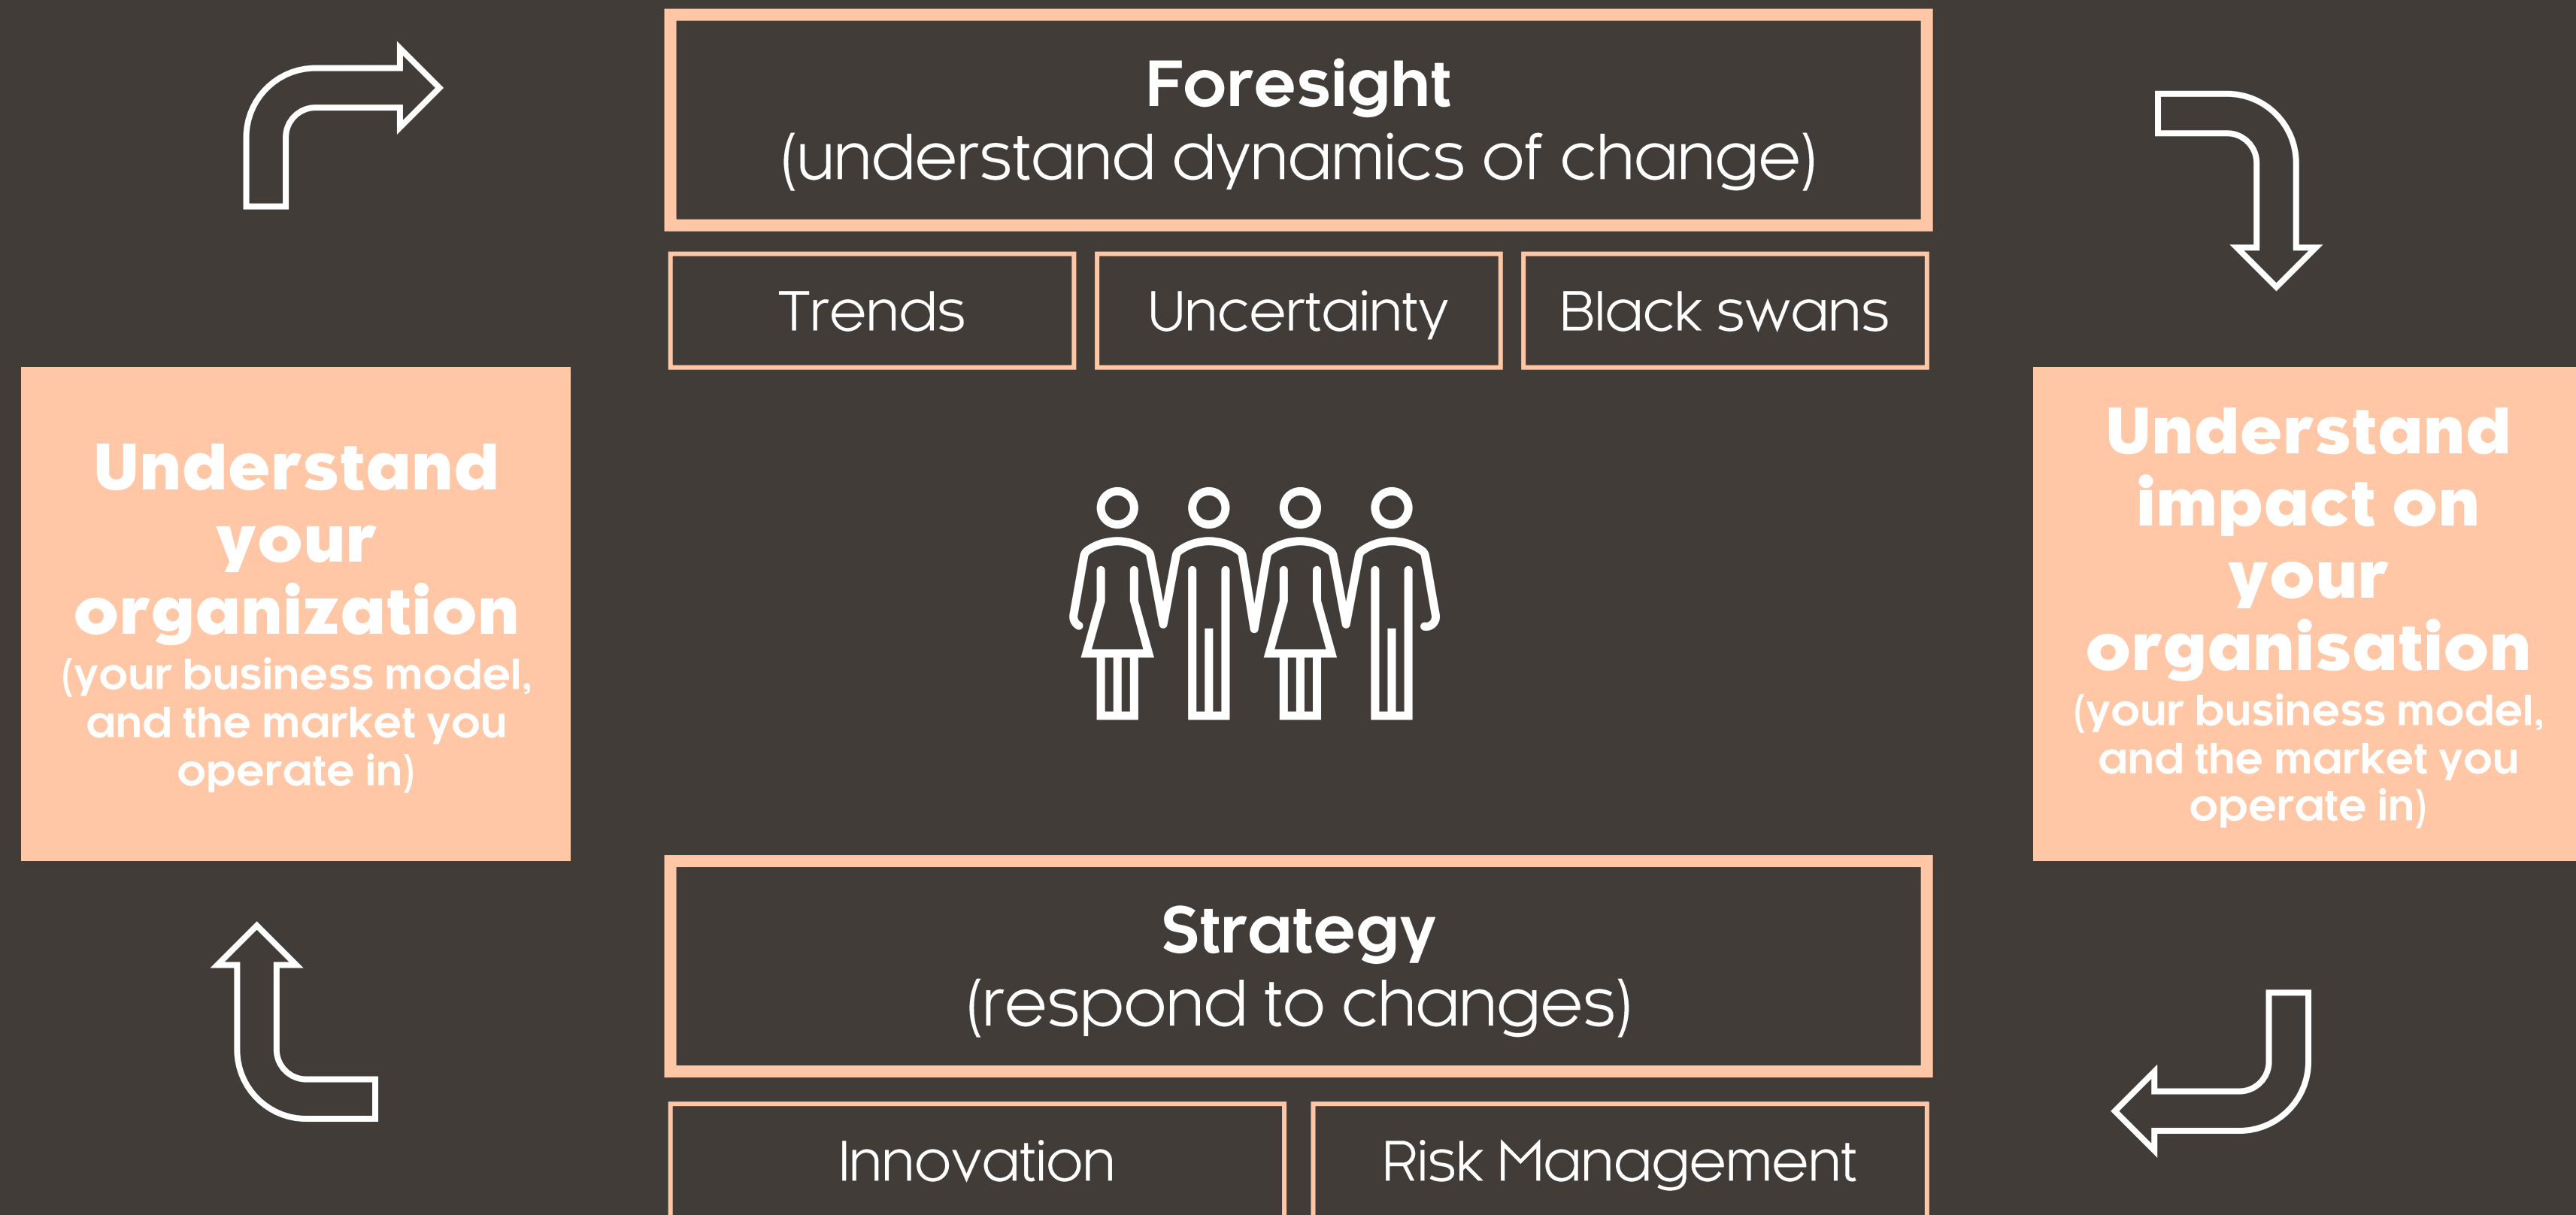 Foresight
(understand dynamics of change)
Trends
Uncertainty
Black swans
Understand
your
organization
(your business model,
and the market you
operate in)
Understand
impact on
your
organisation
(your business model,
and the market you
operate in)
Strategy
(respond to changes)
Innovation
Risk Management